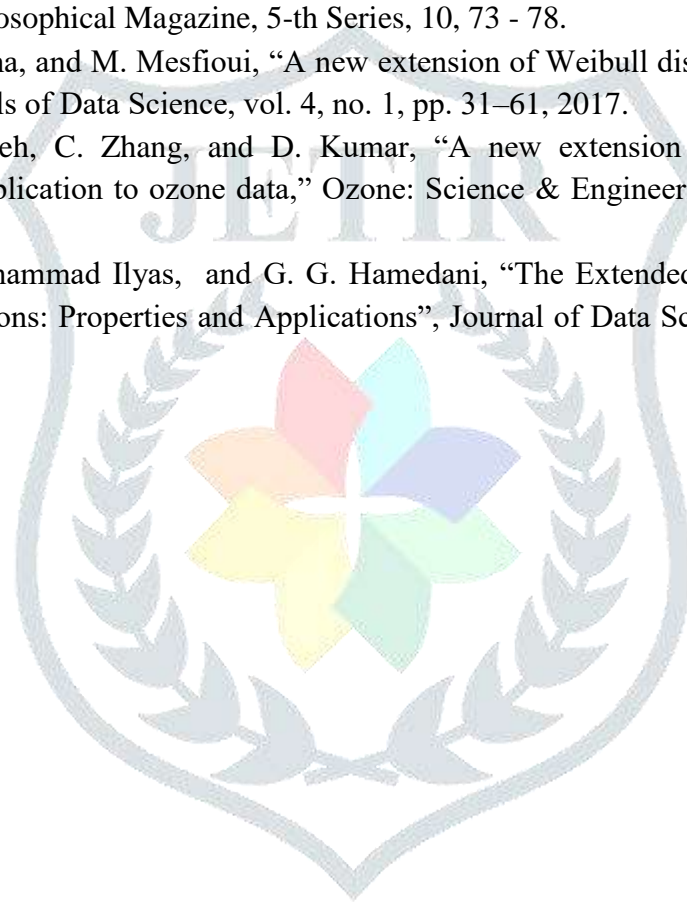 osophical Magazine, 5-th Series, 10, 73 - 78.
na, and M. Mesfioui, “A new extension of Weibull dis
ls of Data Science, vol. 4, no. 1, pp. 31–61, 2017.
eh, C. Zhang, and D. Kumar, “A new extension
plication to ozone data,” Ozone: Science & Engineer
JETIR
hammad Ilyas, and G. G. Hamedani, “The Extended
ons: Properties and Applications”, Journal of Data Sc